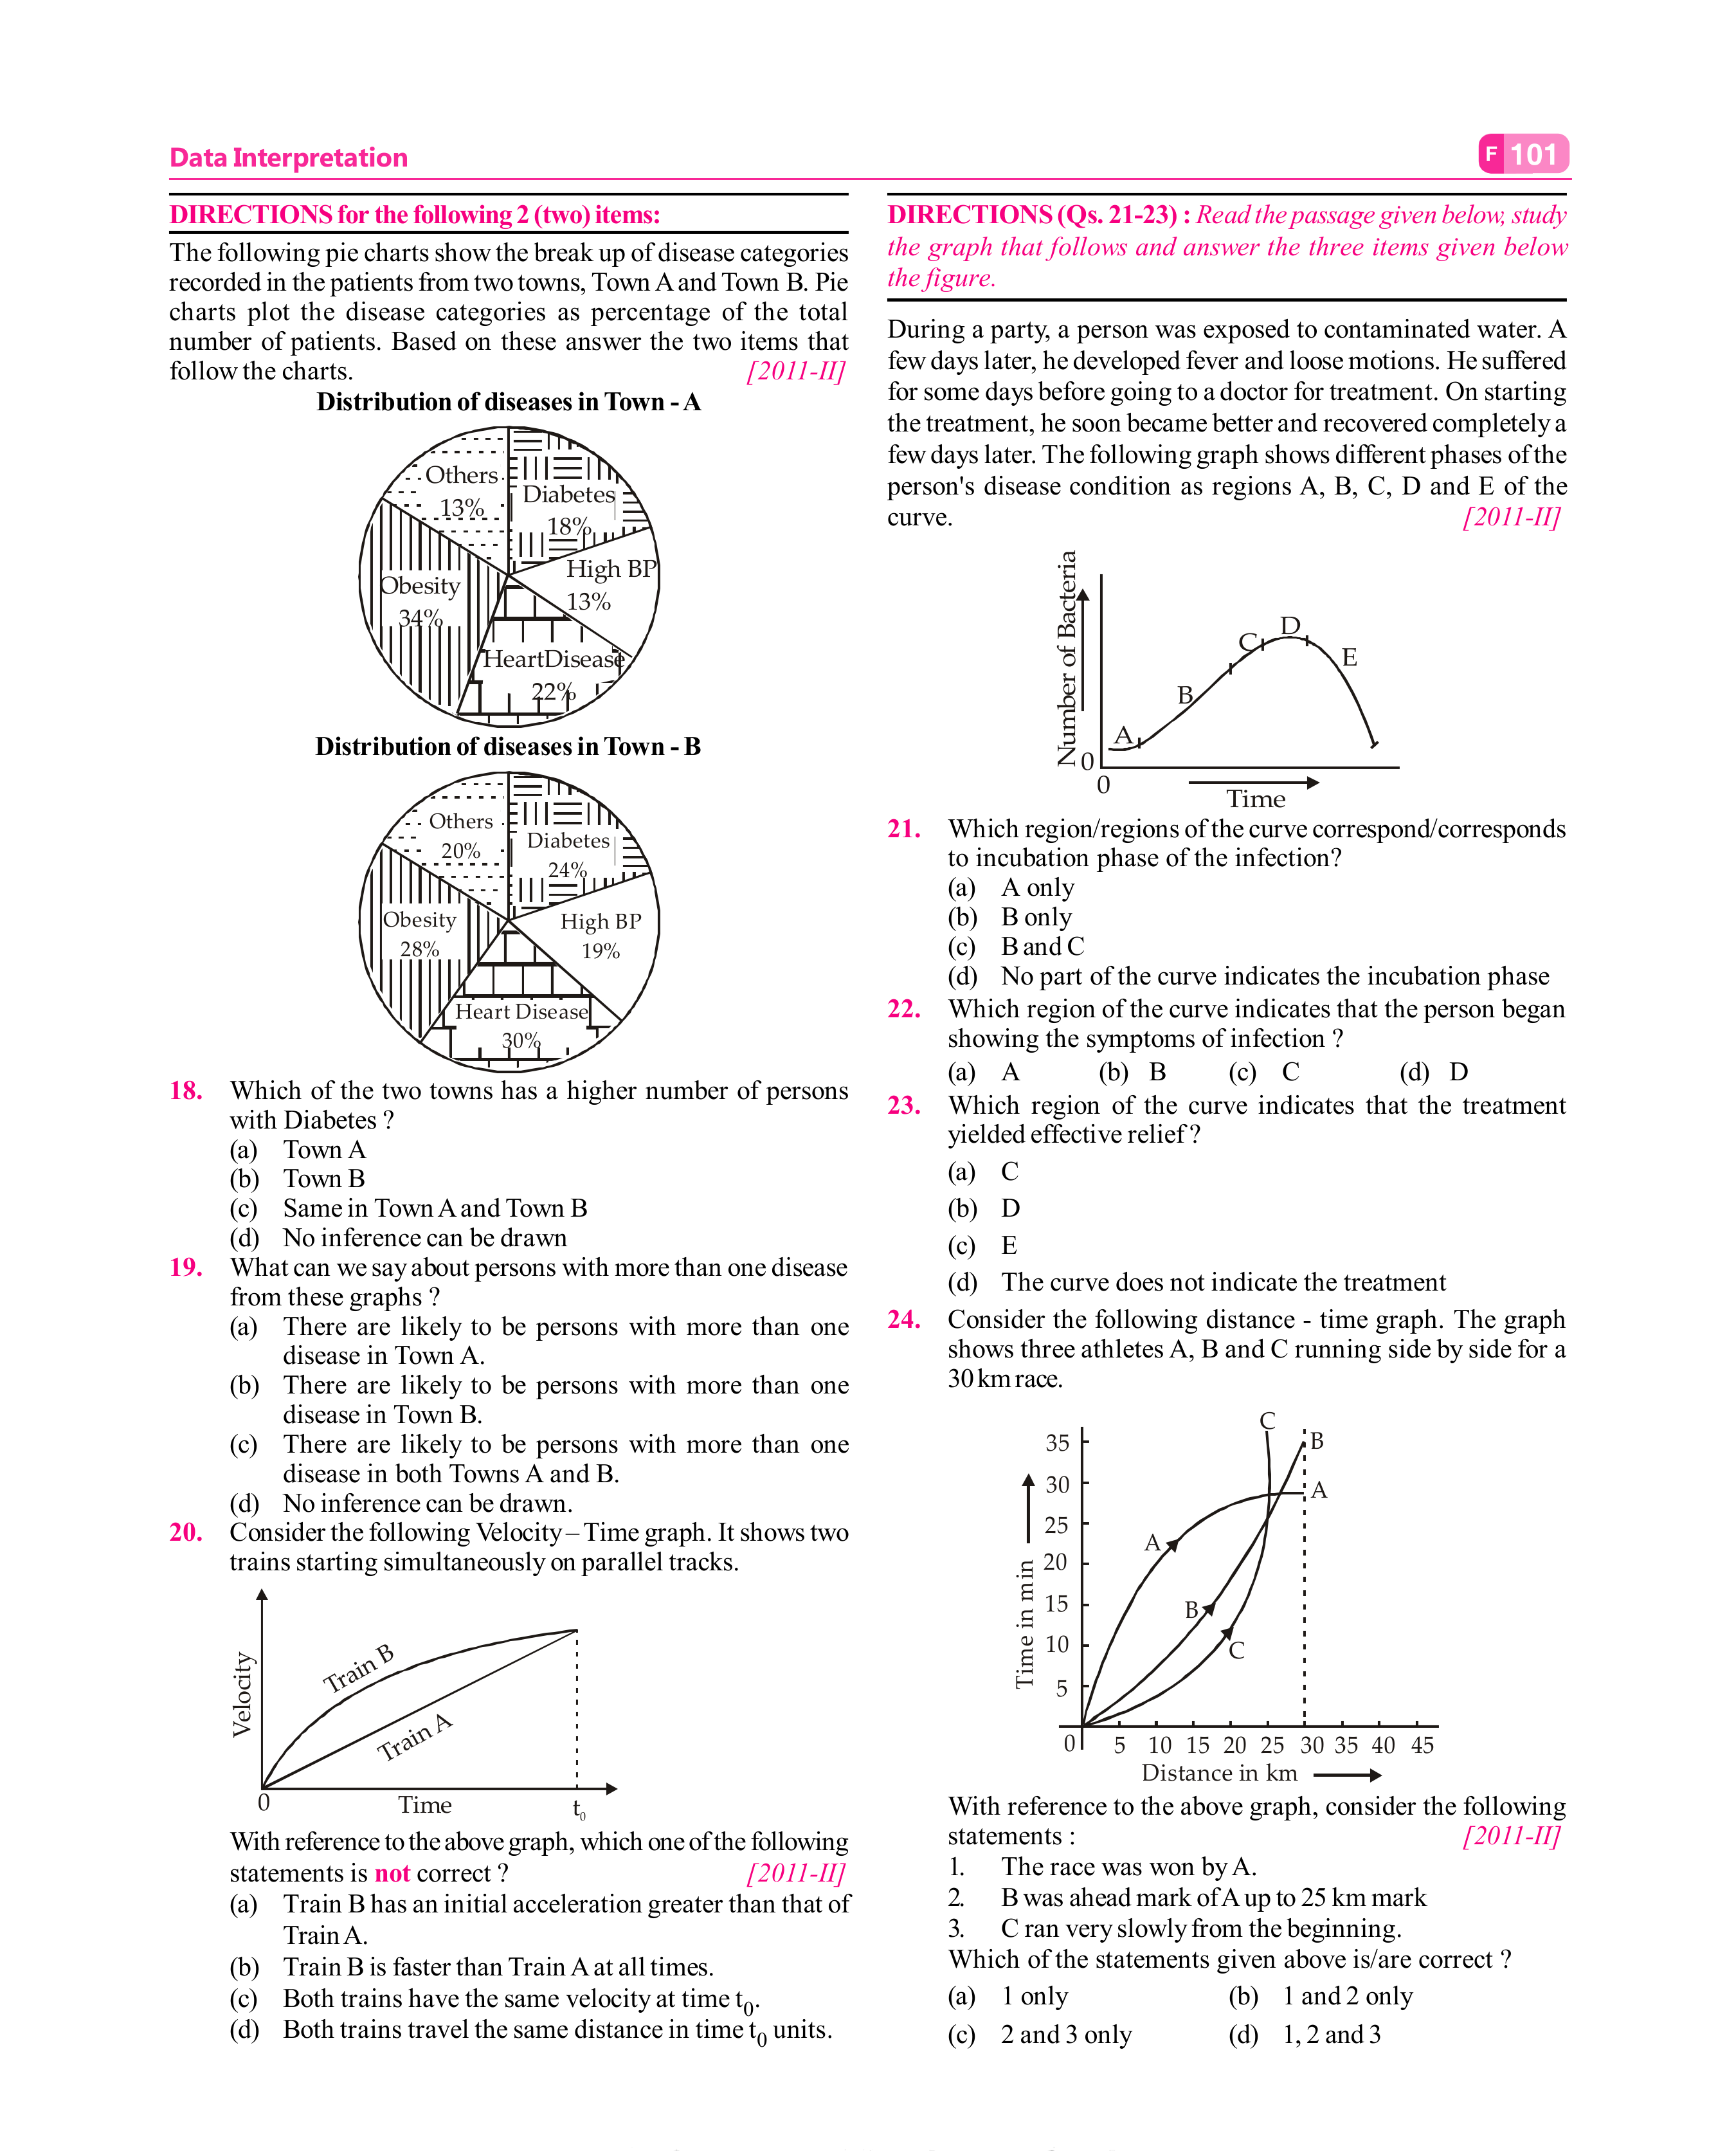 Data Interpretation
F 101
DIRECTIONS for the following 2 (two) items:
The following pie charts show the break up of disease categories
recorded in the patients from two towns, Town A and Town B. Pie
charts plot the disease categories as percentage of the total
number of patients. Based on these answer the two items that
follow the charts. [2011-II]
Distribution of diseases in Town - A
Others
13%
Diabetes
18%
High BP
13%
Obesity
34%
HeartDisease
22%
Distribution of diseases in Town - B
Others
20%
Diabetes
24%
High BP
19%
Obesity
28%
Heart Disease
30%
18. Which of the two towns has a higher number of persons
with Diabetes ?
(a) Town A
(b) Town B
(c) Same in Town A and Town B
(d) No inference can be drawn
19. What can we say about persons with more than one disease
from these graphs ?
(a) There are likely to be persons with more than one
disease in Town A.
(b) There are likely to be persons with more than one
disease in Town B.
(c) There are likely to be persons with more than one
disease in both Towns A and B.
(d) No inference can be drawn.
20. Consider the following Velocity – Time graph. It shows two
trains starting simultaneously on parallel tracks.
Velocity
Train B
Train A
0
Time
t0
With reference to the above graph, which one of the following
statements is not correct ? [2011-II]
(a) Train B has an initial acceleration greater than that of
Train A.
(b) Train B is faster than Train A at all times.
(c) Both trains have the same velocity at time t0.
(d) Both trains travel the same distance in time t0 units.
DIRECTIONS (Qs. 21-23) : Read the passage given below, study
the graph that follows and answer the three items given below
the figure.
During a party, a person was exposed to contaminated water. A
few days later, he developed fever and loose motions. He suffered
for some days before going to a doctor for treatment. On starting
the treatment, he soon became better and recovered completely a
few days later. The following graph shows different phases of the
person's disease condition as regions A, B, C, D and E of the
curve. [2011-II]
Number of Bacteria
A
B
C
D
E
0
0
Time
21. Which region/regions of the curve correspond/corresponds
to incubation phase of the infection?
(a) A only
(b) B only
(c) B and C
(d) No part of the curve indicates the incubation phase
22. Which region of the curve indicates that the person began
showing the symptoms of infection ?
(a) A (b) B (c) C (d) D
23. Which region of the curve indicates that the treatment
yielded effective relief ?
(a) C
(b) D
(c) E
(d) The curve does not indicate the treatment
24. Consider the following distance - time graph. The graph
shows three athletes A, B and C running side by side for a
30 km race.
C
B
A
35
30
25
20
15
10
5
Time in min
A
B
C
0 5 10 15 20 25 30 35 40 45
Distance in km
With reference to the above graph, consider the following
statements : [2011-II]
1. The race was won by A.
2. B was ahead mark of A up to 25 km mark
3. C ran very slowly from the beginning.
Which of the statements given above is/are correct ?
(a) 1 only (b) 1 and 2 only
(c) 2 and 3 only (d) 1, 2 and 3